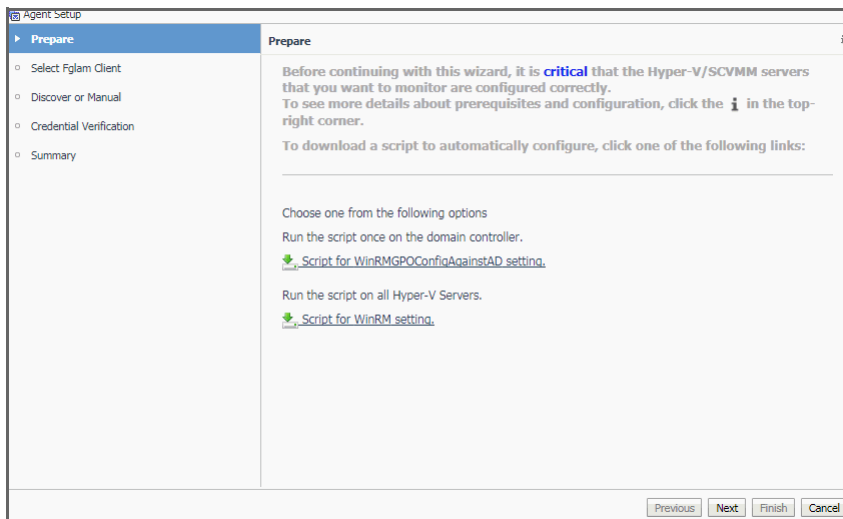 Agent Setup
Prepare
Select Fglam Client
Discover or Manual
Credential Verification
Summary
Prepare
Before continuing with this wizard, it is critical that the Hyper-V/SCVMM servers
that you want to monitor are configured correctly.
To see more details about prerequisites and configuration, click the i in the top-
right corner.
To download a script to automatically configure, click one of the following links:
Choose one from the following options
Run the script once on the domain controller.
Script for WinRMGPOConfigAgainstAD setting.
Run the script on all Hyper-V Servers.
Script for WinRM setting.
Previous Next Finish Cancel